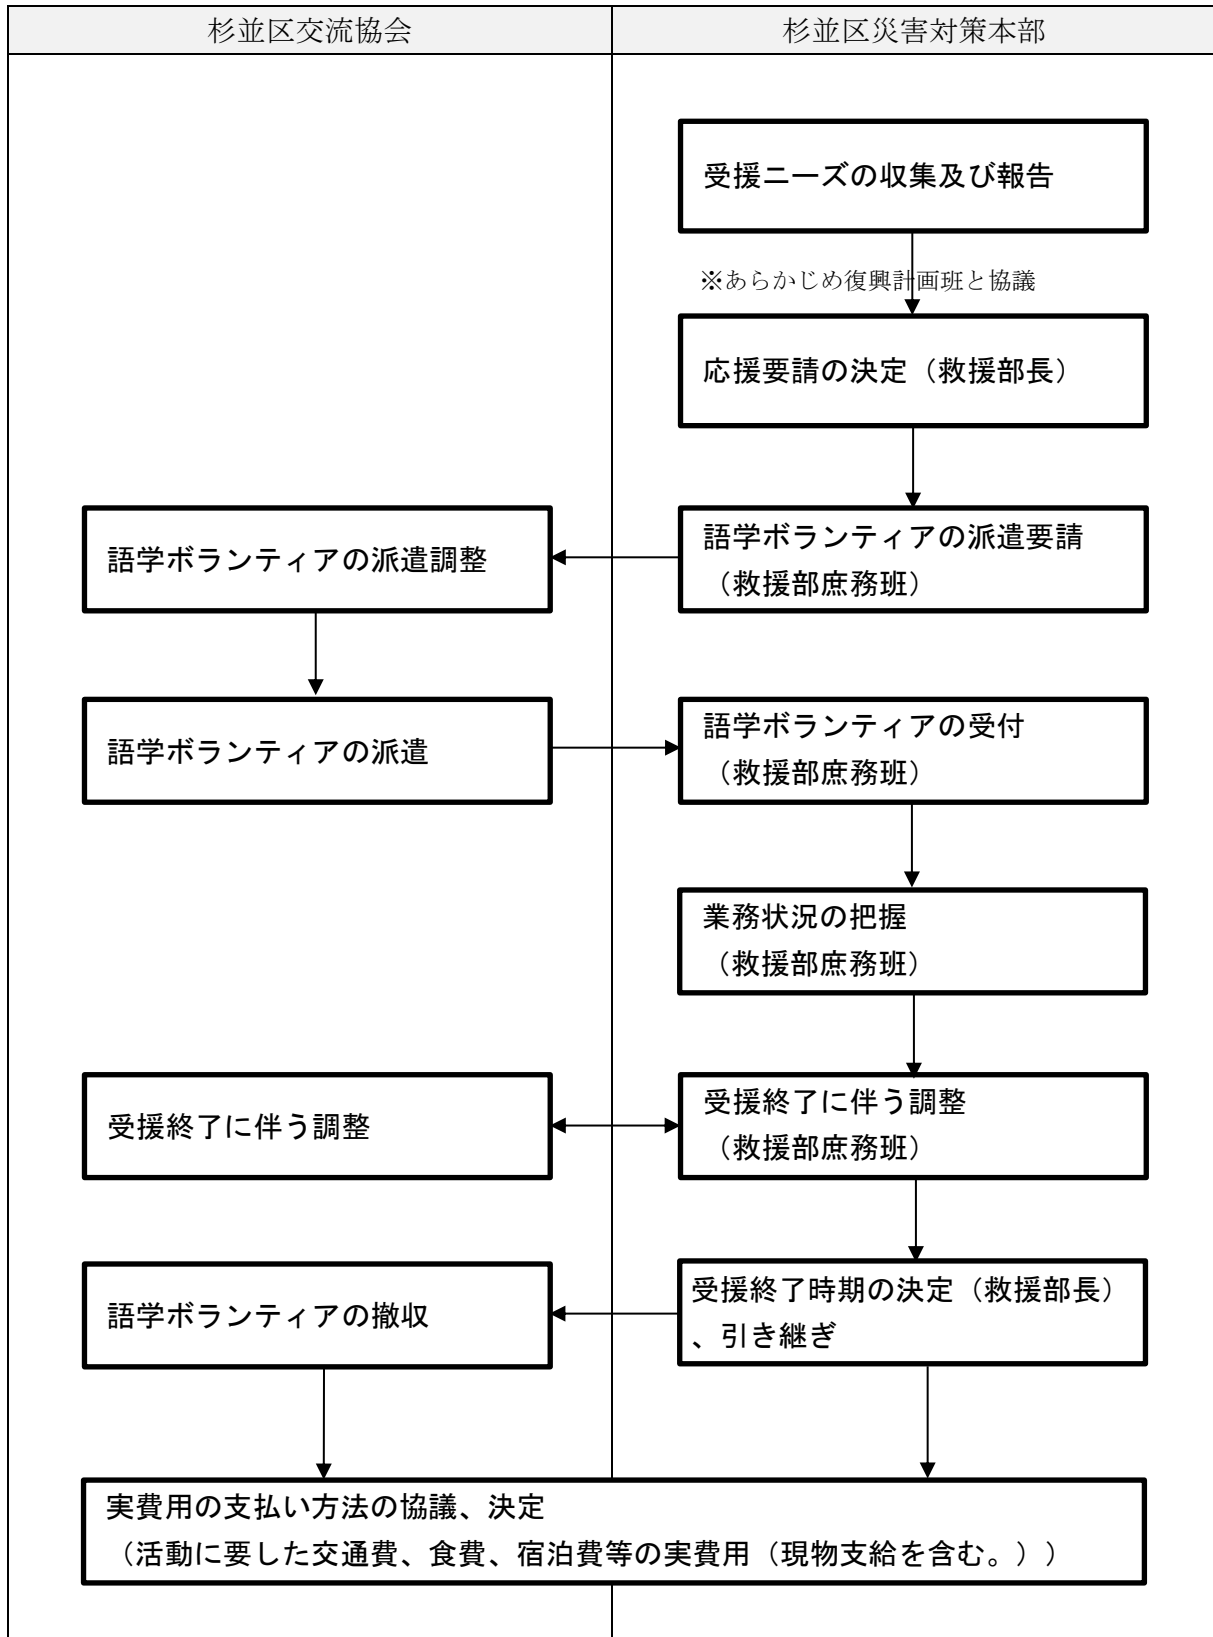 杉並区交流協会
杉並区災害対策本部
受援ニーズの収集及び報告
※あらかじめ復興計画班と協議
応援要請の決定（救援部長）
語学ボランティアの派遣要請
（救援部庶務班）
語学ボランティアの派遣調整
語学ボランティアの派遣
語学ボランティアの受付
（救援部庶務班）
業務状況の把握
（救援部庶務班）
受援終了に伴う調整
受援終了に伴う調整
（救援部庶務班）
受援終了時期の決定（救援部長）
、引き継ぎ
語学ボランティアの撤収
実費用の支払い方法の協議、決定
（活動に要した交通費、食費、宿泊費等の実費用（現物支給を含む。））